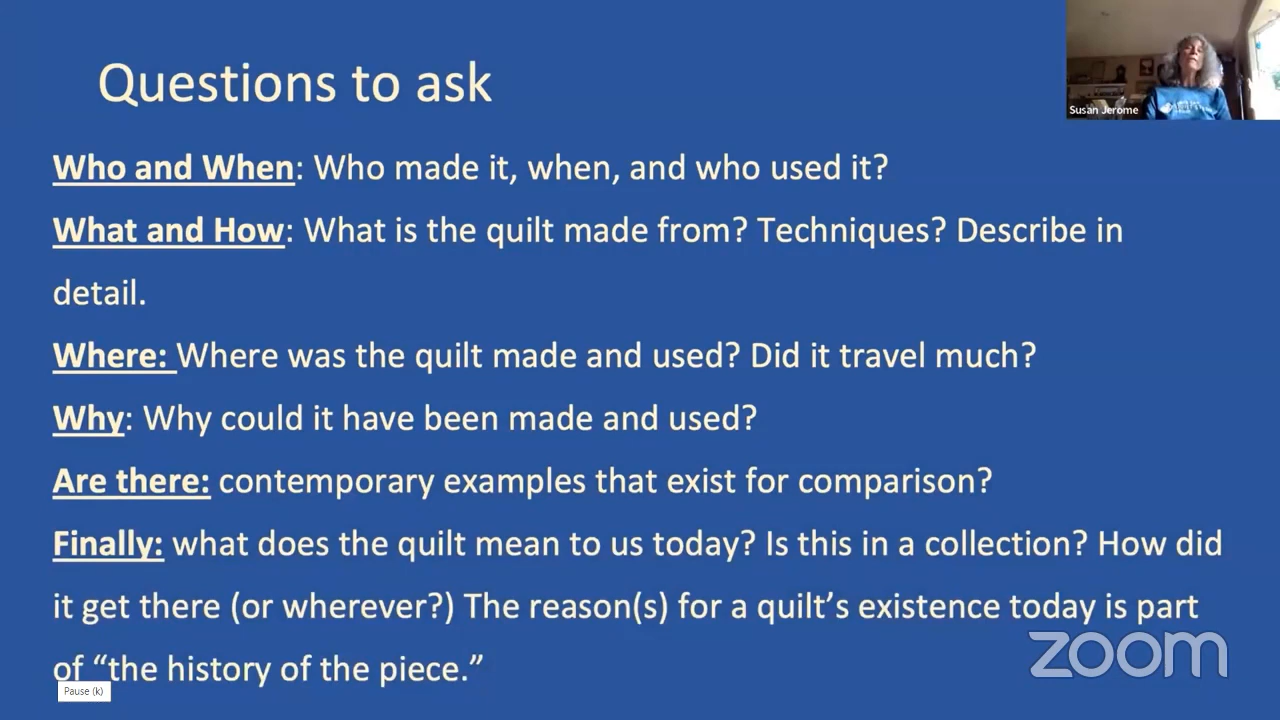 Questions to ask
Susan Jerome
Who and When: Who made it, when, and who used it?
What and How: What is the quilt made from? Techniques? Describe in
detail.
Where: Where was the quilt made and used? Did it travel much?
Why: Why could it have been made and used?
Are there: contemporary examples that exist for comparison?
Finally: what does the quilt mean to us today? Is this in a collection? How did
it get there (or wherever?) The reason(s) for a quilt’s existence today is part
of “the history of the piece.”
zoom
Pause (k)